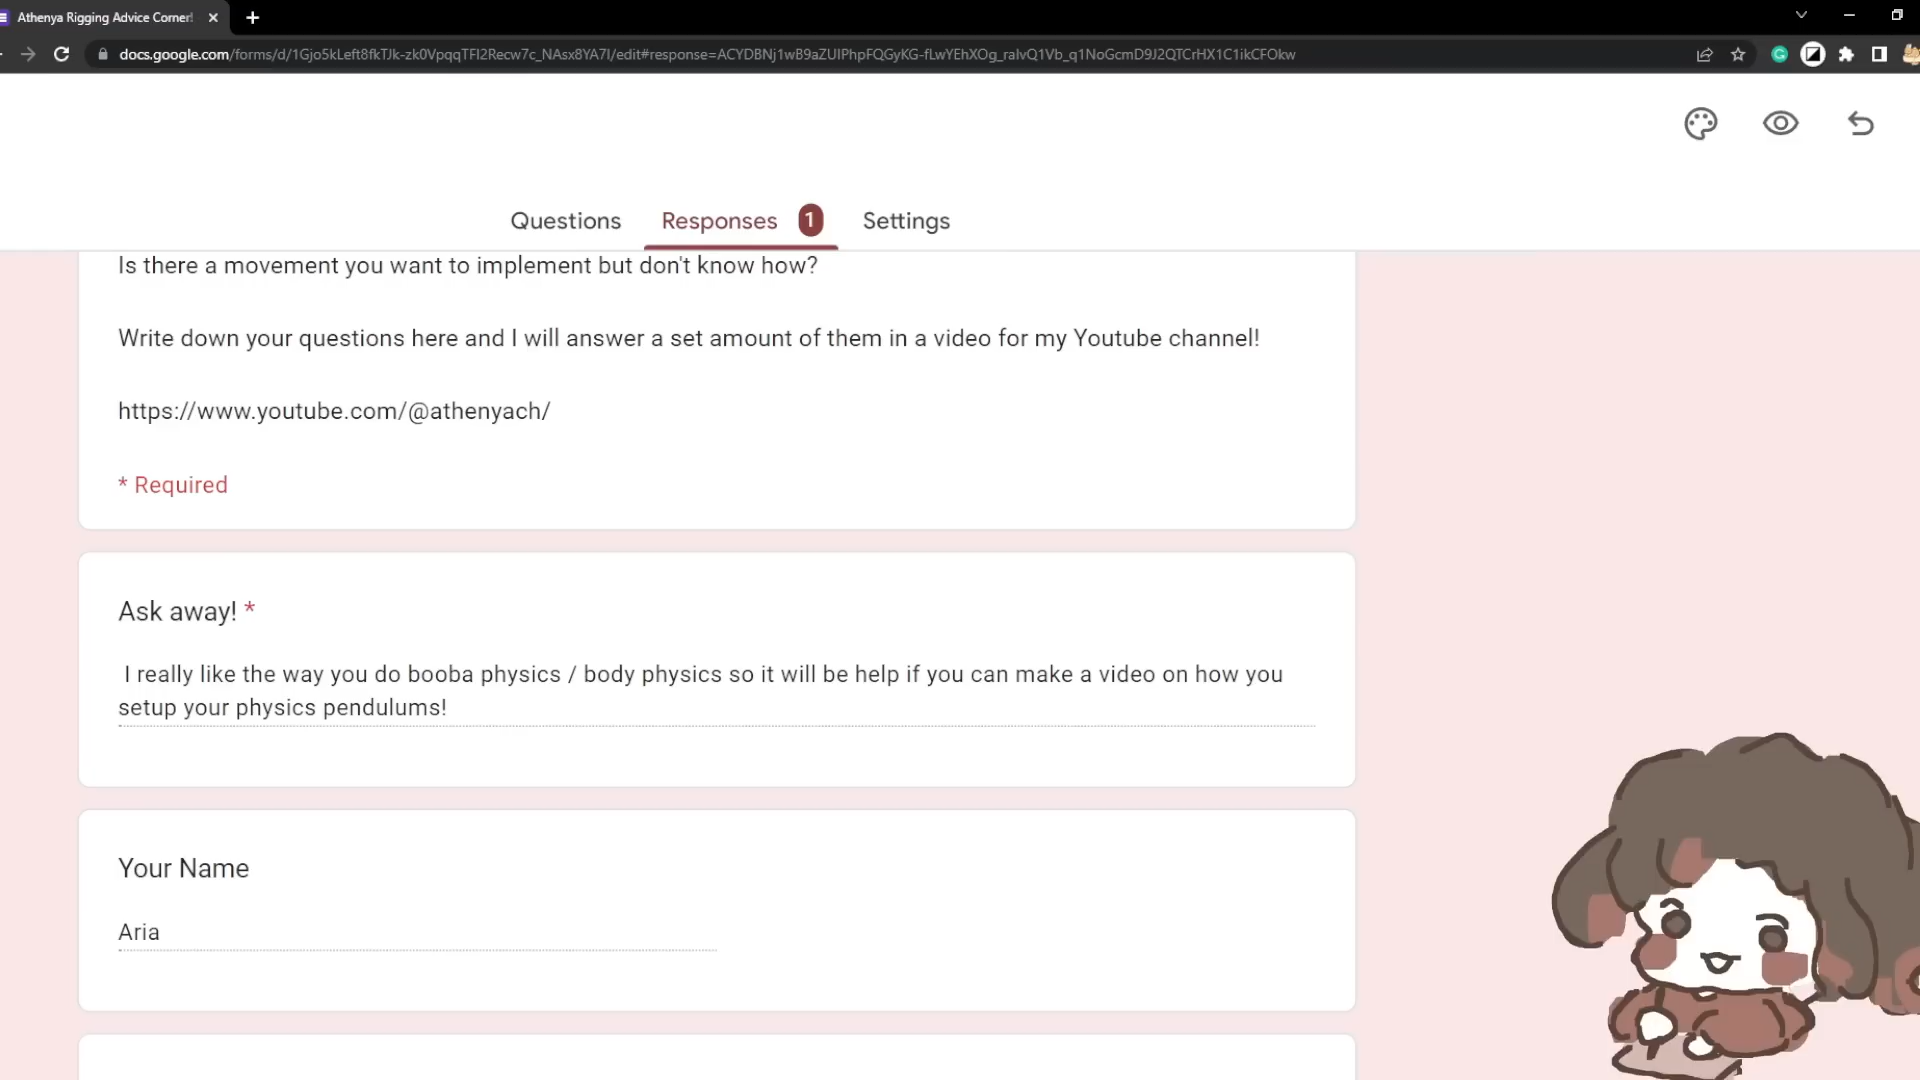 Athenya Rigging Advice Corner!
docs.google.com/forms/d/1Gjo5kLeft8fkTJk-zk0VpqqTFI2Recw7c_NAsx8YA7I/edit#response=ACYDBNj1wB9aZUIPhpFQGyKG-fLwYEhXOg_raIvQ1Vb_q1NoGcmD9J2QTCrHX1C1ikCFOkw
Questions Responses 1 Settings
Is there a movement you want to implement but don't know how?
Write down your questions here and I will answer a set amount of them in a video for my Youtube channel!
https://www.youtube.com/@athenyach/
* Required
Ask away! *
I really like the way you do booba physics / body physics so it will be help if you can make a video on how you
setup your physics pendulums!
Your Name
Aria